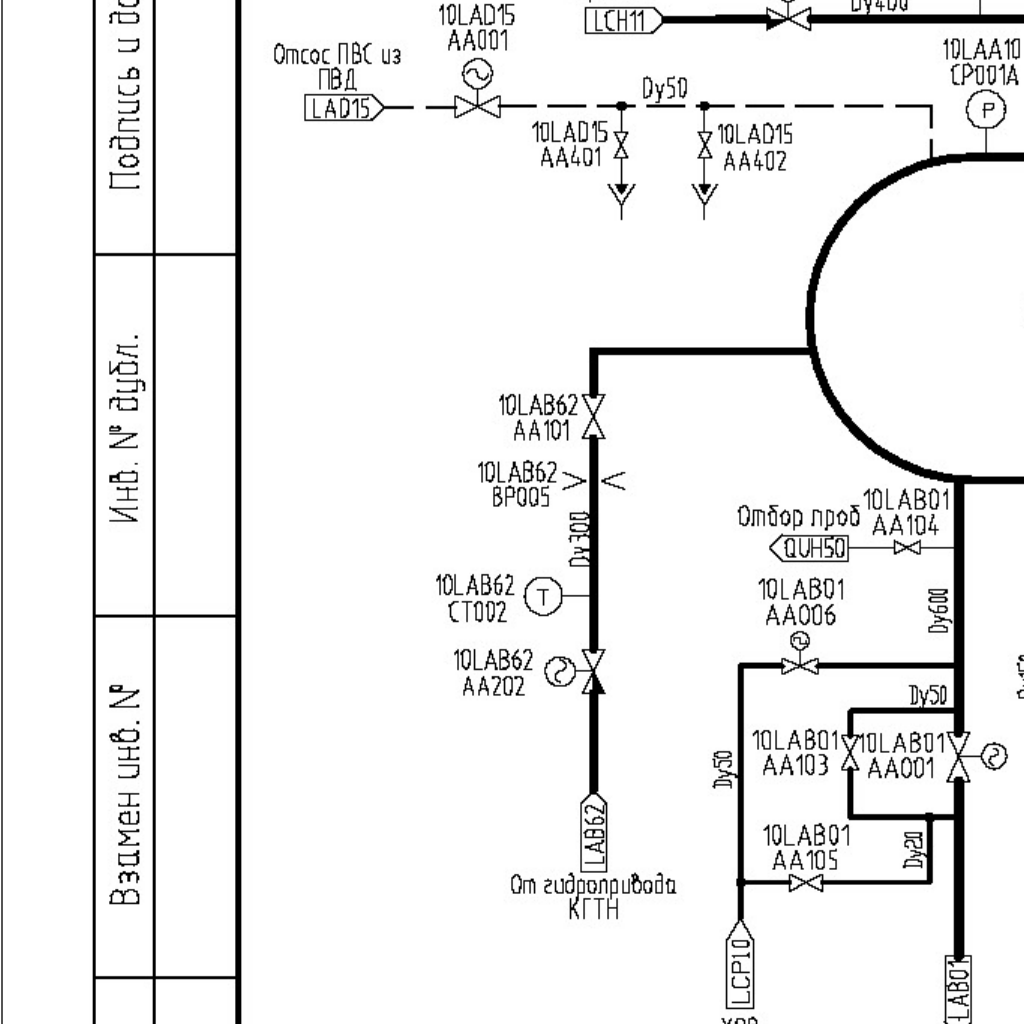 Подпись и до
Инв. № дубл.
Взамен инв. №
LCH11
Dy400
10LAD15
AA001
Отсос ПВС из
ПВД
LAD15
Dy50
10LAD15
AA401
10LAD15
AA402
10LAA10
CP001A
P
10LAB62
AA101
10LAB62
BP005
Dy300
10LAB62
CT002
T
10LAB62
AA202
LAB62
От гидропривода
КГТН
Отбор проб
QUH50
10LAB01
AA104
10LAB01
AA006
Dy600
Dy50
Dy50
10LAB01
AA103
10LAB01
AA001
10LAB01
AA105
Dy20
LCP10
LAB01